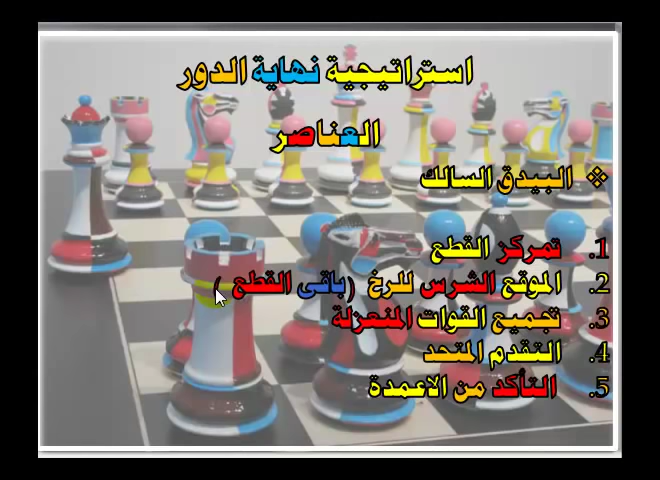 استراتيجية نهاية الدور
العناصر
❖ البيدق السالك
1. تمركز القطع
2. الموقع الشرس للرخ (باقى القطع )
3. تجميع القوات المنعزلة
4. التقدم المتحد
5. التأكد من الاعمدة